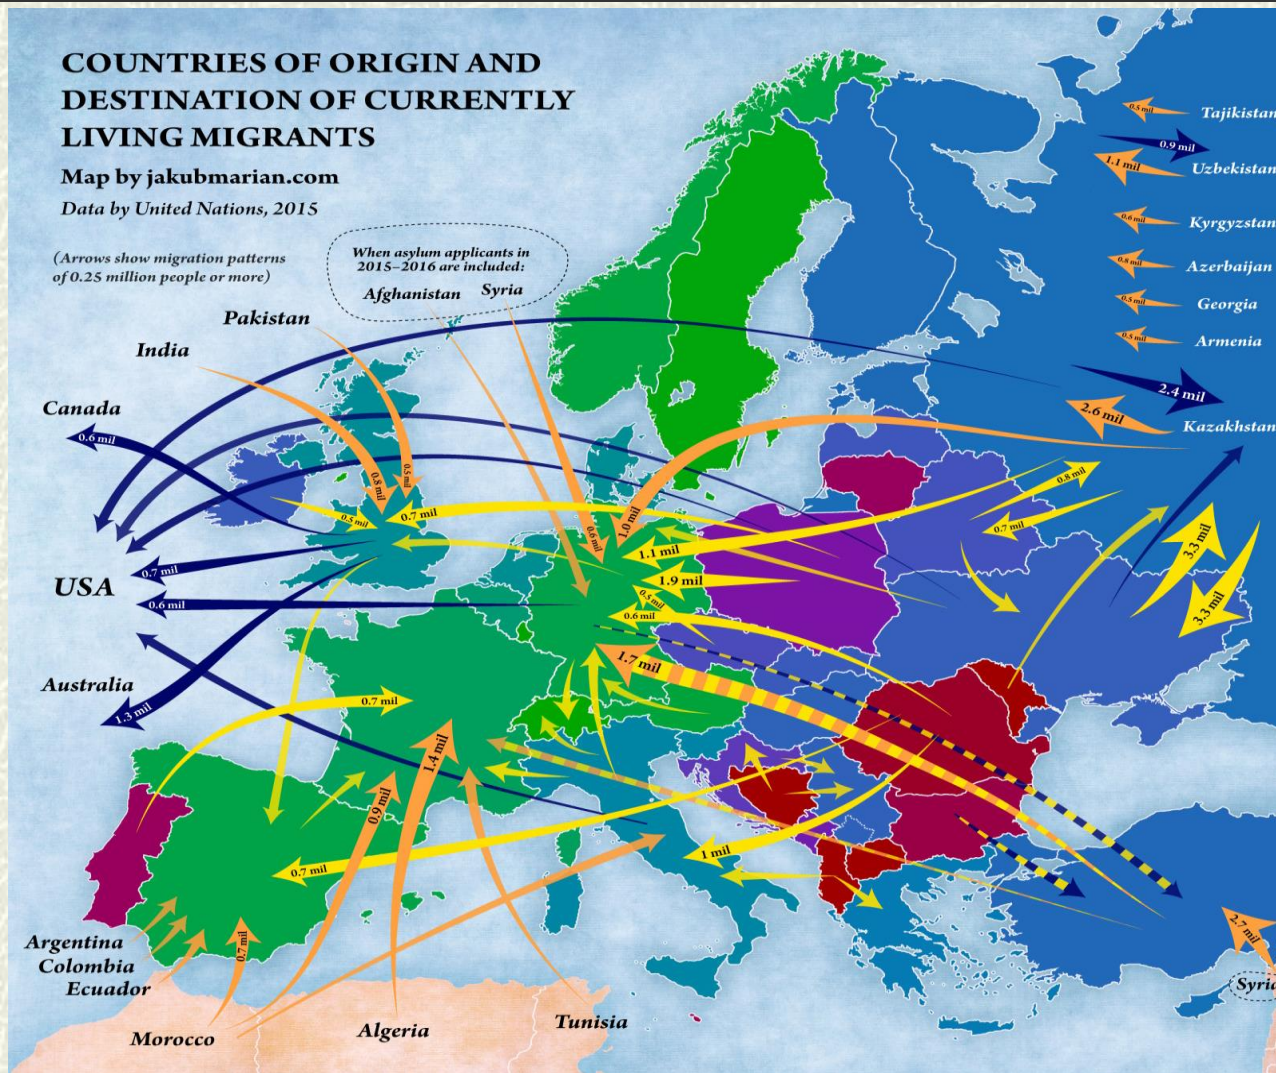 COUNTRIES OF ORIGIN AND
DESTINATION OF CURRENTLY
LIVING MIGRANTS
Map by jakubmarian.com
Data by United Nations, 2015
(Arrows show migration patterns
of 0.25 million people or more)
When asylum applicants in
2015–2016 are included:
Afghanistan
Syria
Pakistan
India
Canada
0.6 mil
USA
0.7 mil
0.6 mil
Australia
1.3 mil
0.8 mil
0.5 mil
0.5 mil
0.7 mil
0.6 mil
1.0 mil
1.1 mil
1.9 mil
0.5 mil
0.6 mil
1.7 mil
0.7 mil
1.4 mil
0.9 mil
0.7 mil
1 mil
0.7 mil
Argentina
Colombia
Ecuador
Morocco
Algeria
Tunisia
0.5 mil
Tajikistan
0.9 mil
1.1 mil
Uzbekistan
0.6 mil
Kyrgyzstan
0.8 mil
Azerbaijan
0.5 mil
Georgia
0.5 mil
Armenia
2.4 mil
2.6 mil
Kazakhstan
0.8 mil
0.7 mil
3.3 mil
3.3 mil
2.7 mil
Syria